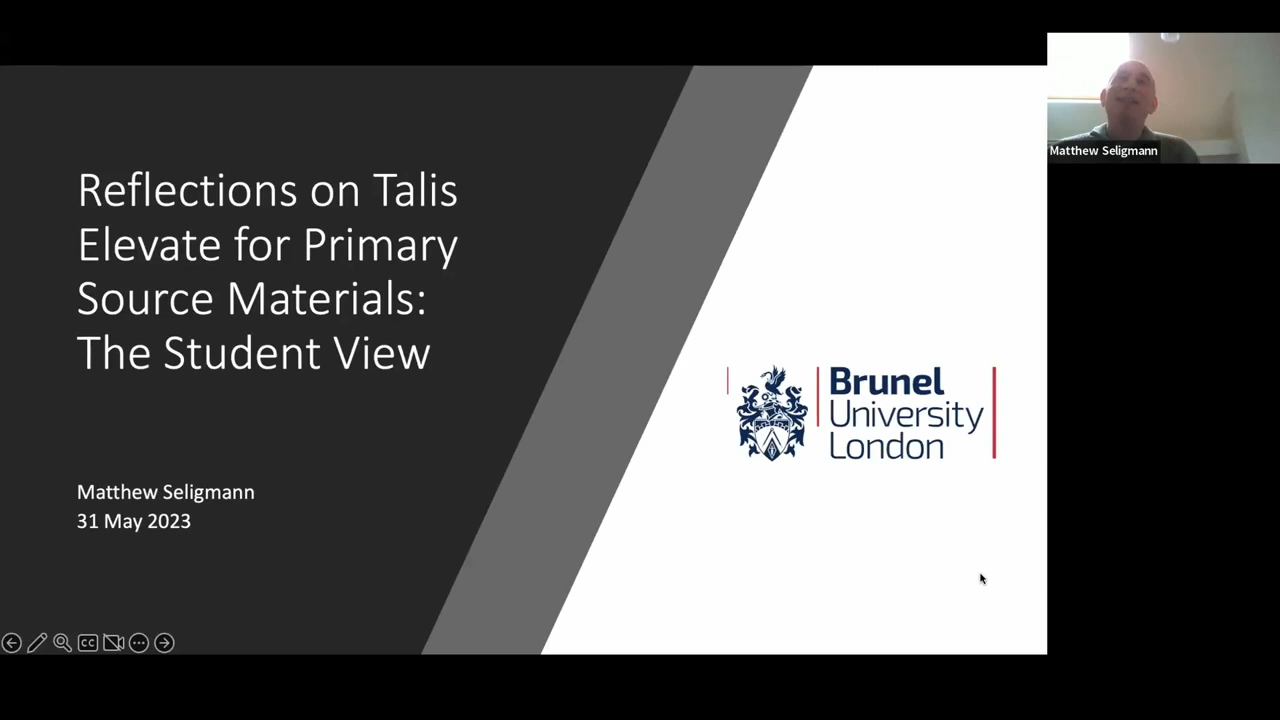 Reflections on Talis
Elevate for Primary
Source Materials:
The Student View
Matthew Seligmann
31 May 2023
Brunel
University
London
Matthew Seligmann
CC